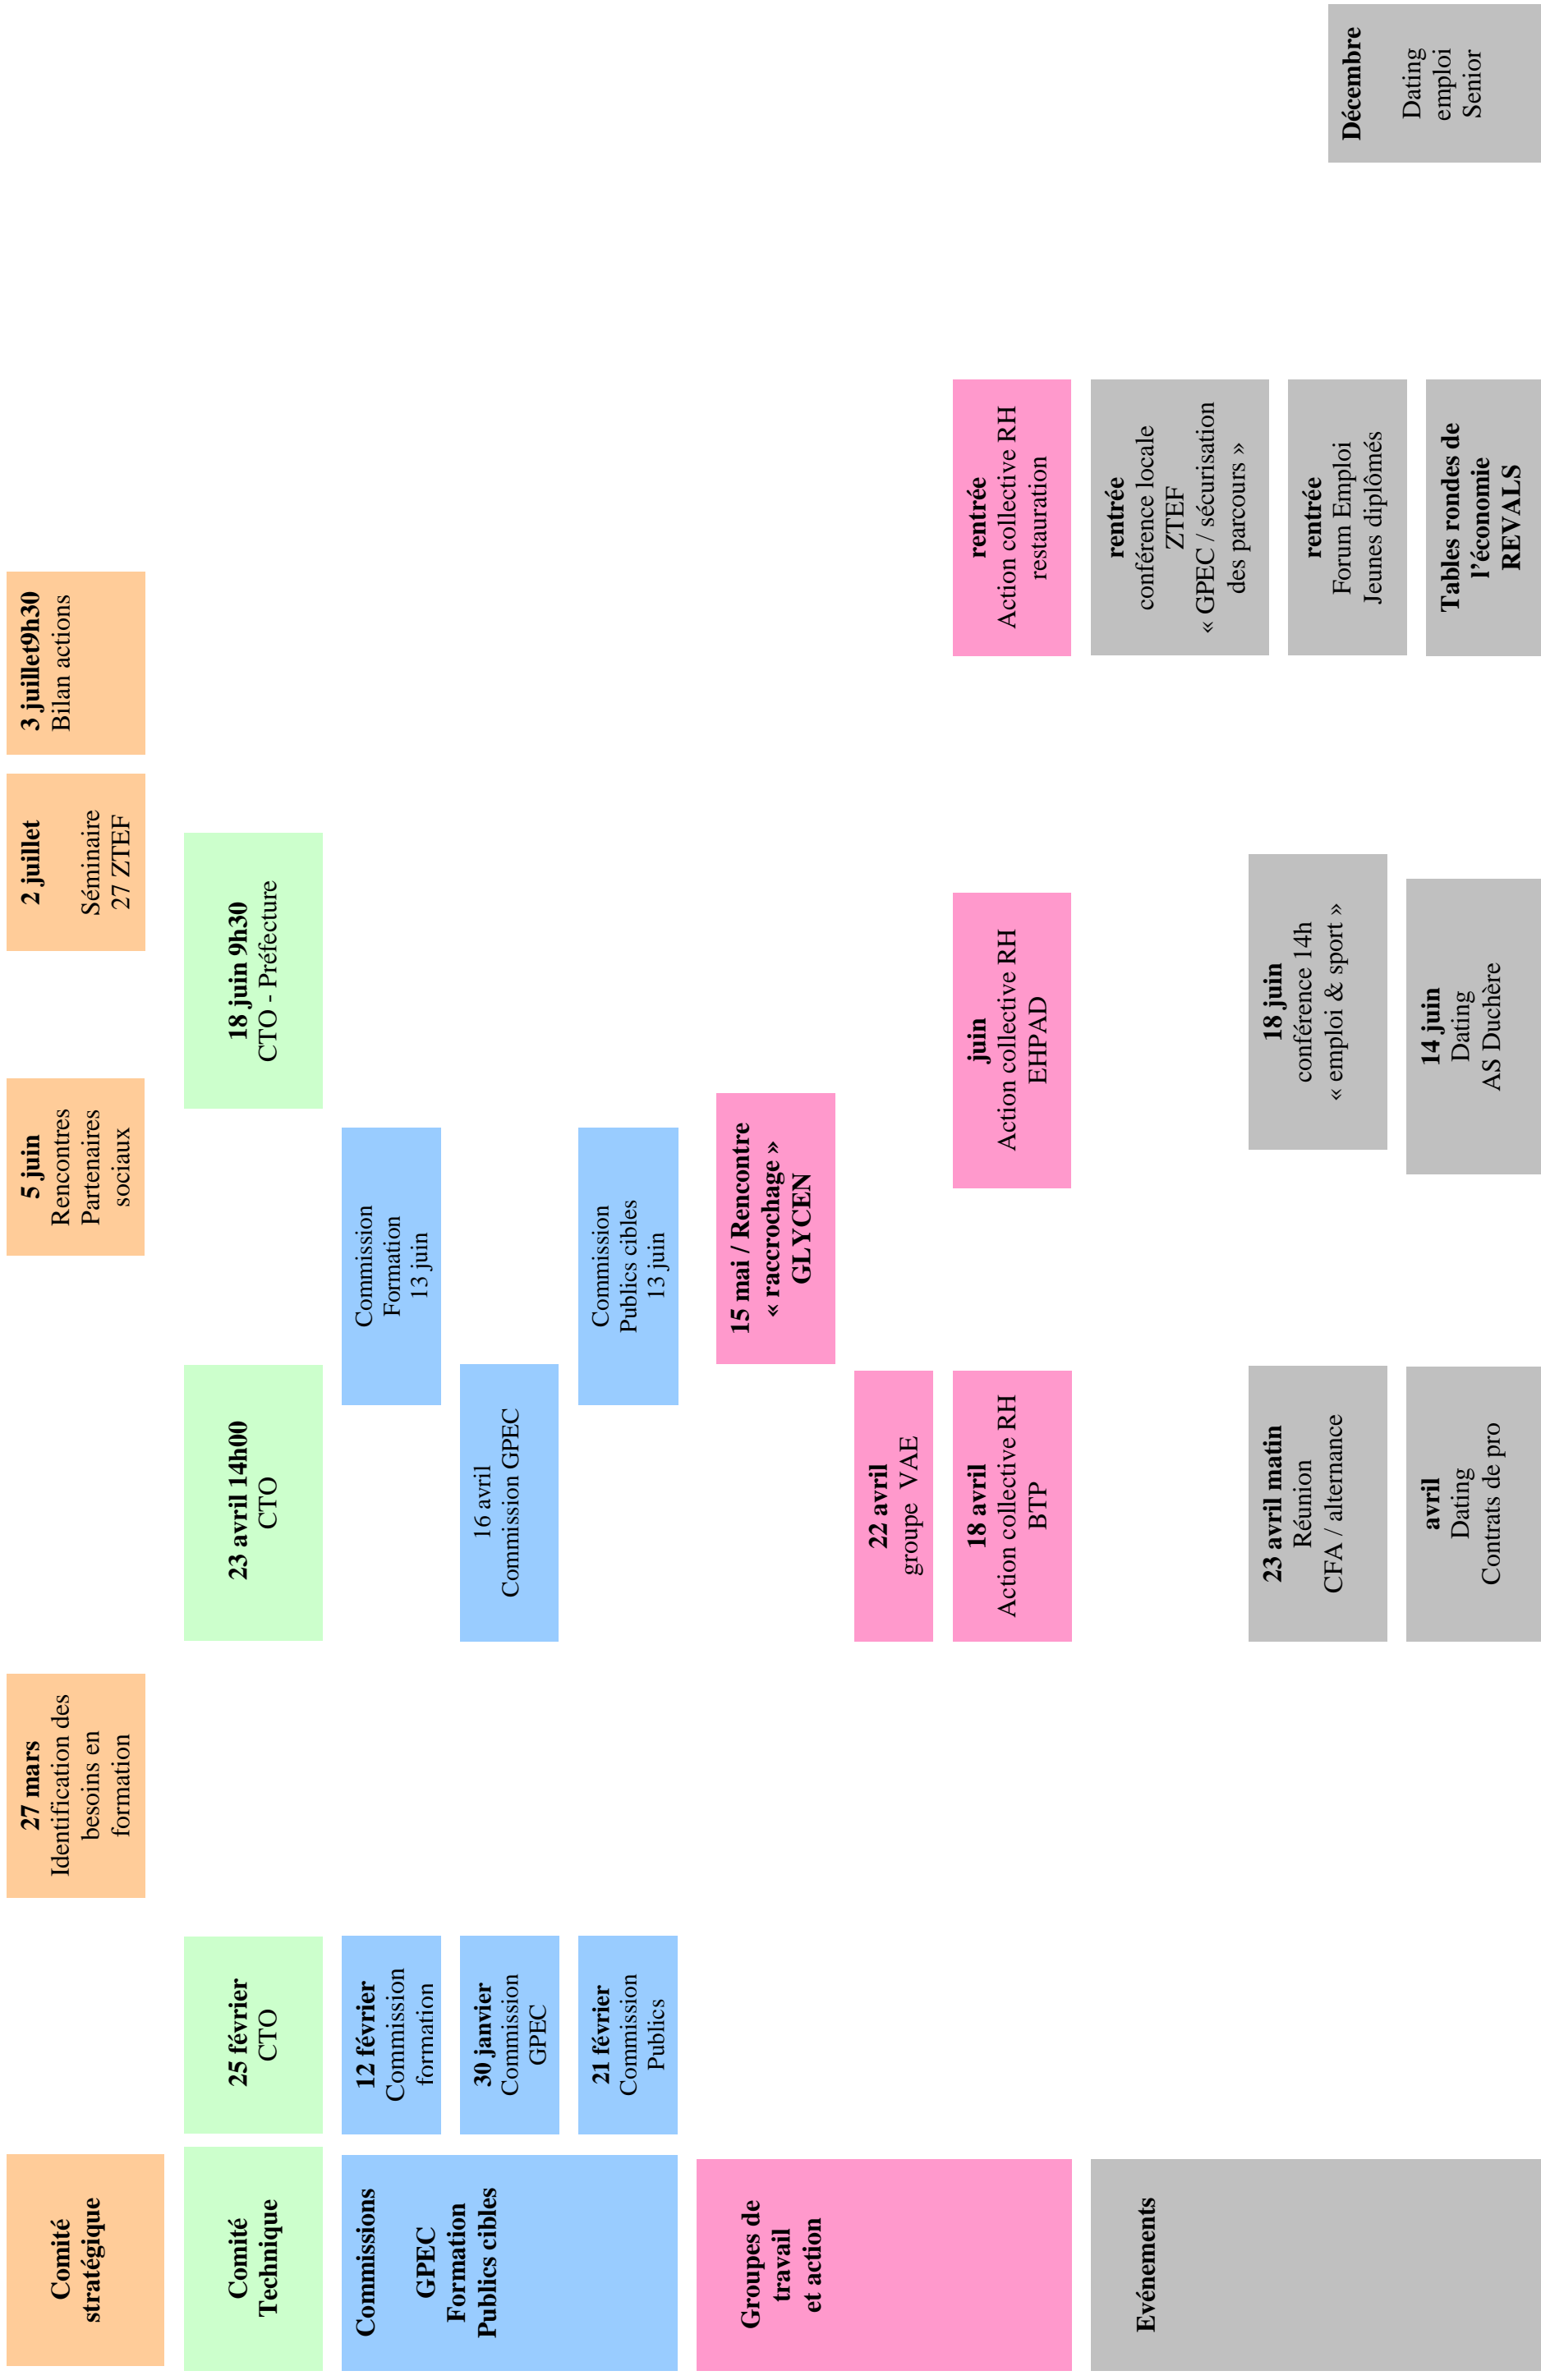 Comité
stratégique
27 mars
Identification des
besoins en
formation
5 juin
Rencontres
Partenaires
sociaux
2 juillet
Séminaire
27 ZTEF
3 juillet9h30
Bilan actions
Comité
Technique
25 février
CTO
23 avril 14h00
CTO
18 juin 9h30
CTO - Préfecture
Commissions
GPEC
Formation
Publics cibles
12 février
Commission
formation
Commission
Formation
13 juin
30 janvier
Commission
GPEC
16 avril
Commission GPEC
21 février
Commission
Publics
Commission
Publics cibles
13 juin
Groupes de
travail
et action
15 mai / Rencontre
« raccrochage »
GLYCEN
22 avril
groupe VAE
18 avril
Action collective RH
BTP
juin
Action collective RH
EHPAD
rentrée
Action collective RH
restauration
Evénements
rentrée
conférence locale
ZTEF
« GPEC / sécurisation
des parcours »
23 avril matin
Réunion
CFA / alternance
18 juin
conférence 14h
« emploi & sport »
rentrée
Forum Emploi
Jeunes diplômés
avril
Dating
Contrats de pro
14 juin
Dating
AS Duchère
Tables rondes de
l’économie
REVALS
Décembre
Dating
emploi
Senior